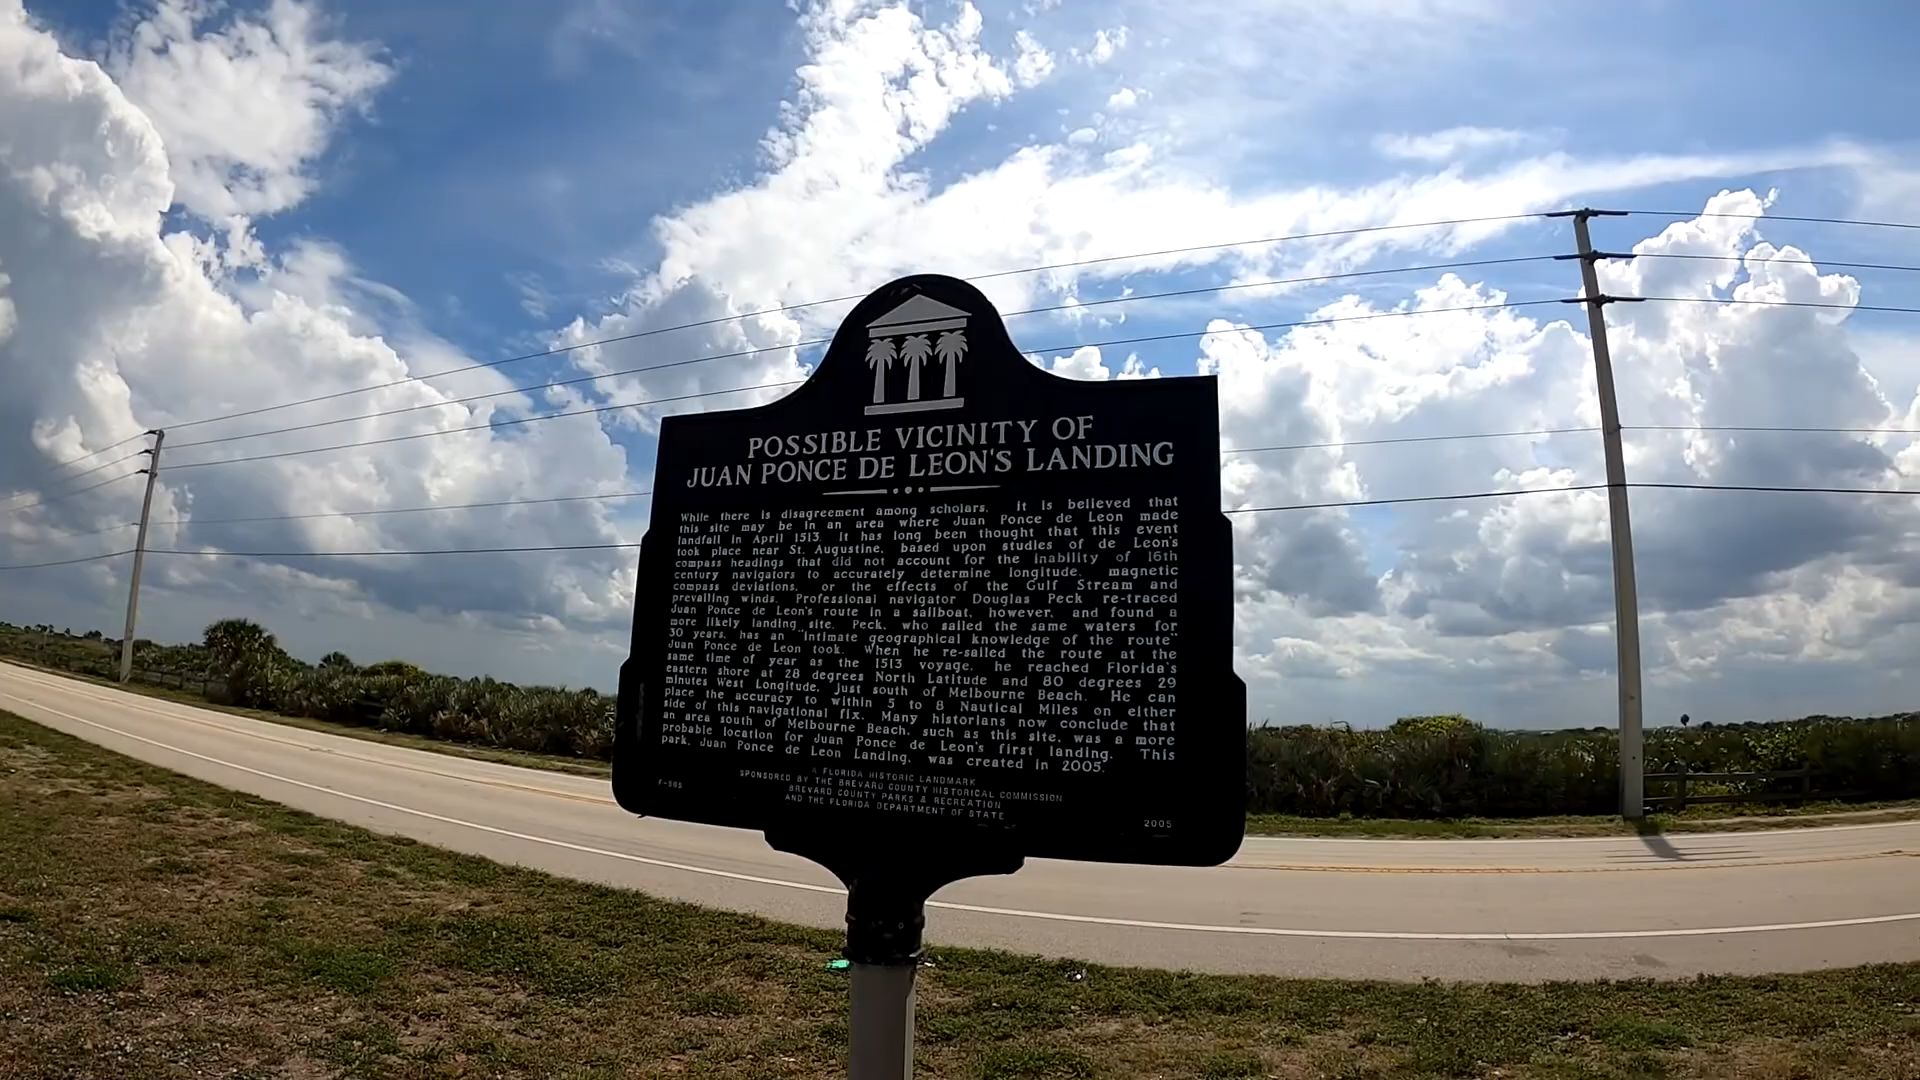 POSSIBLE VICINITY OF
JUAN PONCE DE LEON'S LANDING
While there is disagreement among scholars. It is believed that
this site may be in an area where Juan Ponce de Leon made
landfall in April 1513. It has long been thought that this event
took place near St. Augustine, based upon studies of de Leon's
compass headings that did not account for the inability of 16th
century navigators to accurately determine longitude, magnetic
compass deviations, or the effects of the Gulf Stream and
prevailing winds. Professional navigator Douglas Peck re-traced
Juan Ponce de Leon's route in a sailboat, however, and found a
more likely landing site. Peck, who sailed the same waters for
30 years, has an "intimate geographical knowledge of the route"
Juan Ponce de Leon took. When he re-sailed the route at the
same time of year as the 1513 voyage, he reached Florida's
eastern shore at 28 degrees North Latitude and 80 degrees 29
minutes West Longitude, just south of Melbourne Beach. He can
place the accuracy to within 5 to 8 Nautical Miles on either
side of this navigational fix. Many historians now conclude that
an area south of Melbourne Beach, such as this site, was a more
probable location for Juan Ponce de Leon's first landing. This
park, Juan Ponce de Leon Landing, was created in 2005.
A FLORIDA HISTORIC LANDMARK
SPONSORED BY THE BREVARD COUNTY HISTORICAL COMMISSION
BREVARD COUNTY PARKS & RECREATION
AND THE FLORIDA DEPARTMENT OF STATE
F-565 2005